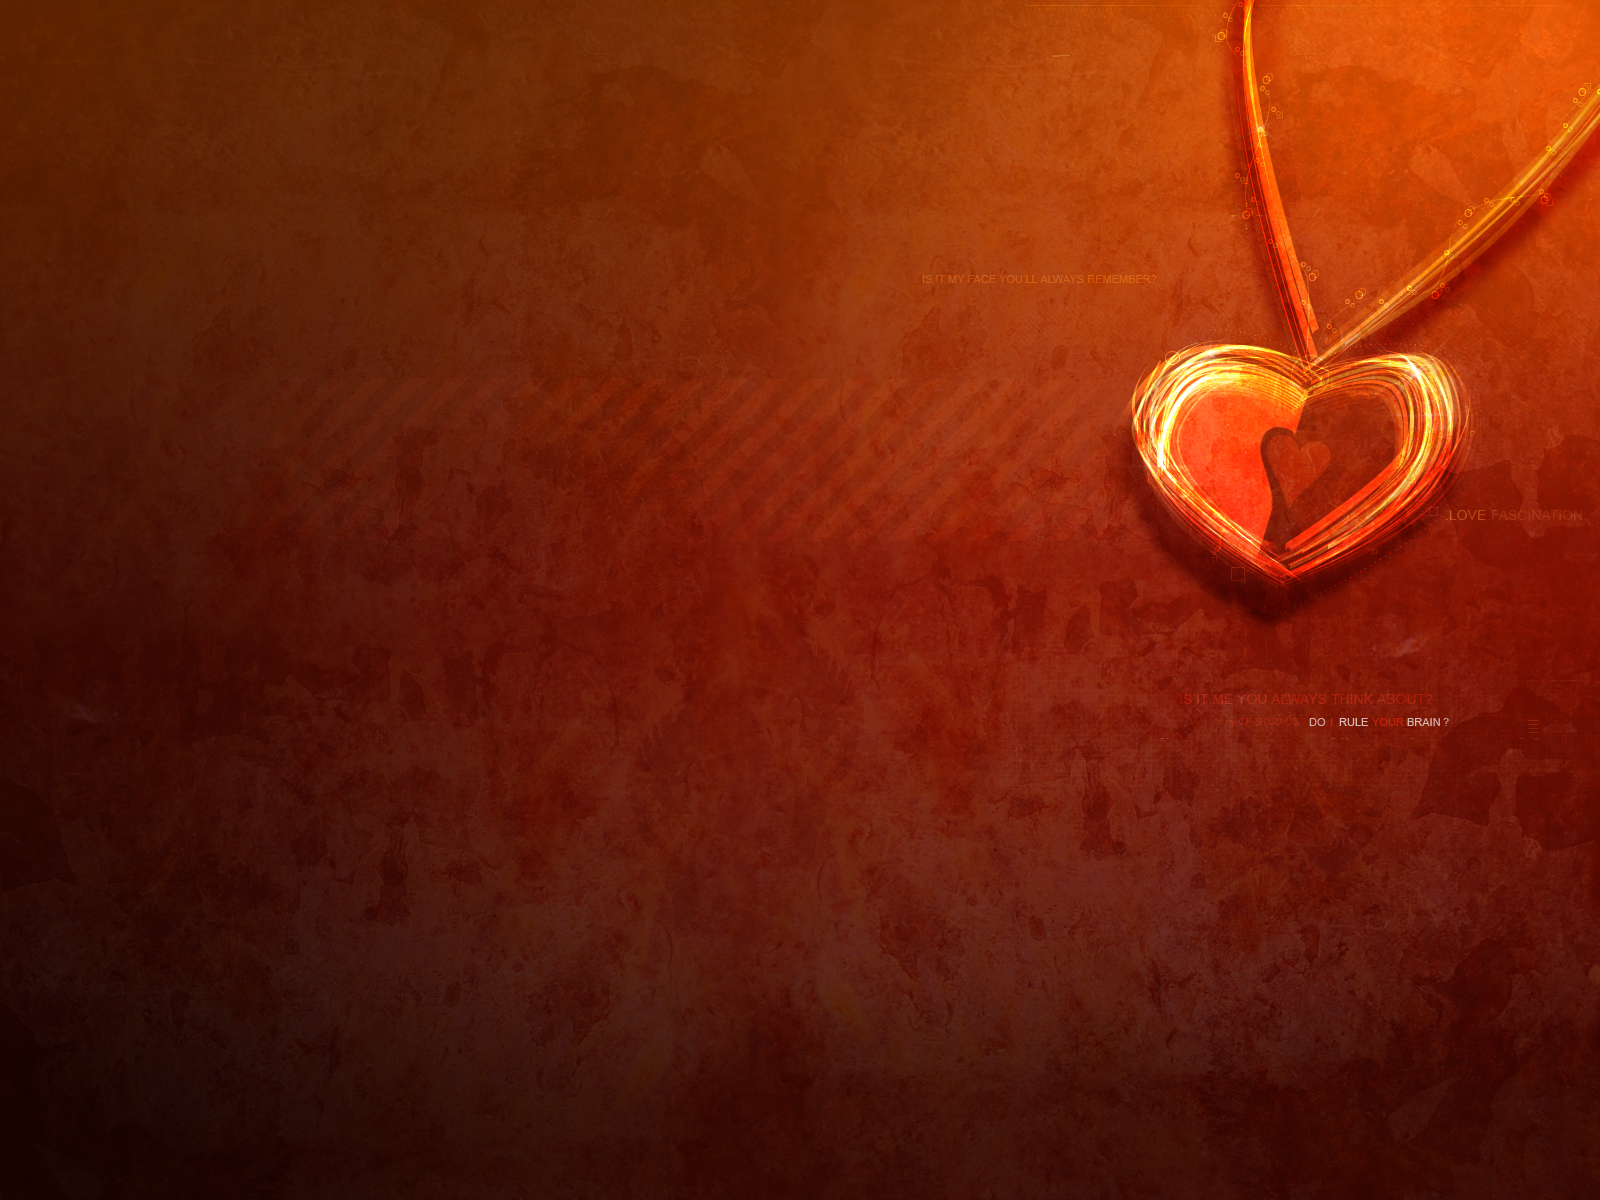 IS IT MY FACE YOU'LL ALWAYS REMEMBER?
.LOVE FASCINATION
IS IT ME YOU ALWAYS THINK ABOUT?
DO I RULE YOUR BRAIN ?